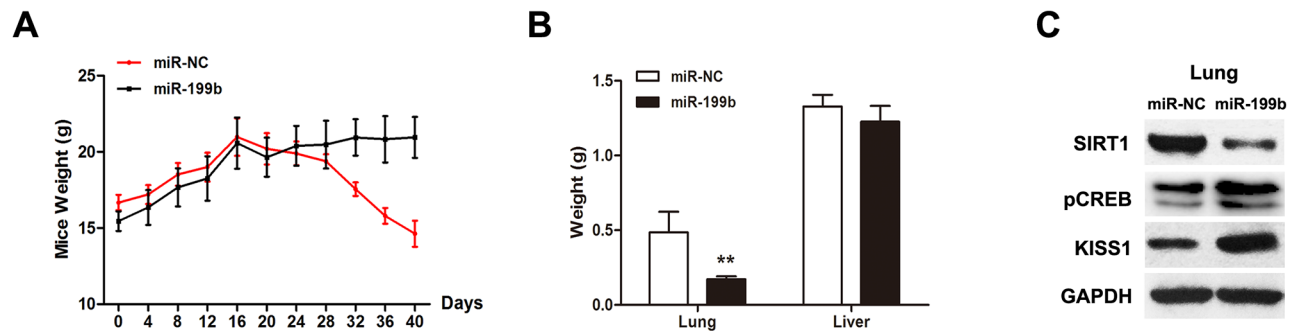 A
miR-NC
miR-199b
Mice Weight (g)
25
20
15
10
0 4 8 12 16 20 24 28 32 36 40
Days
B
miR-NC
miR-199b
Weight (g)
1.5
1.0
0.5
0.0
**
Lung Liver
C
Lung
miR-NC miR-199b
SIRT1
pCREB
KISS1
GAPDH